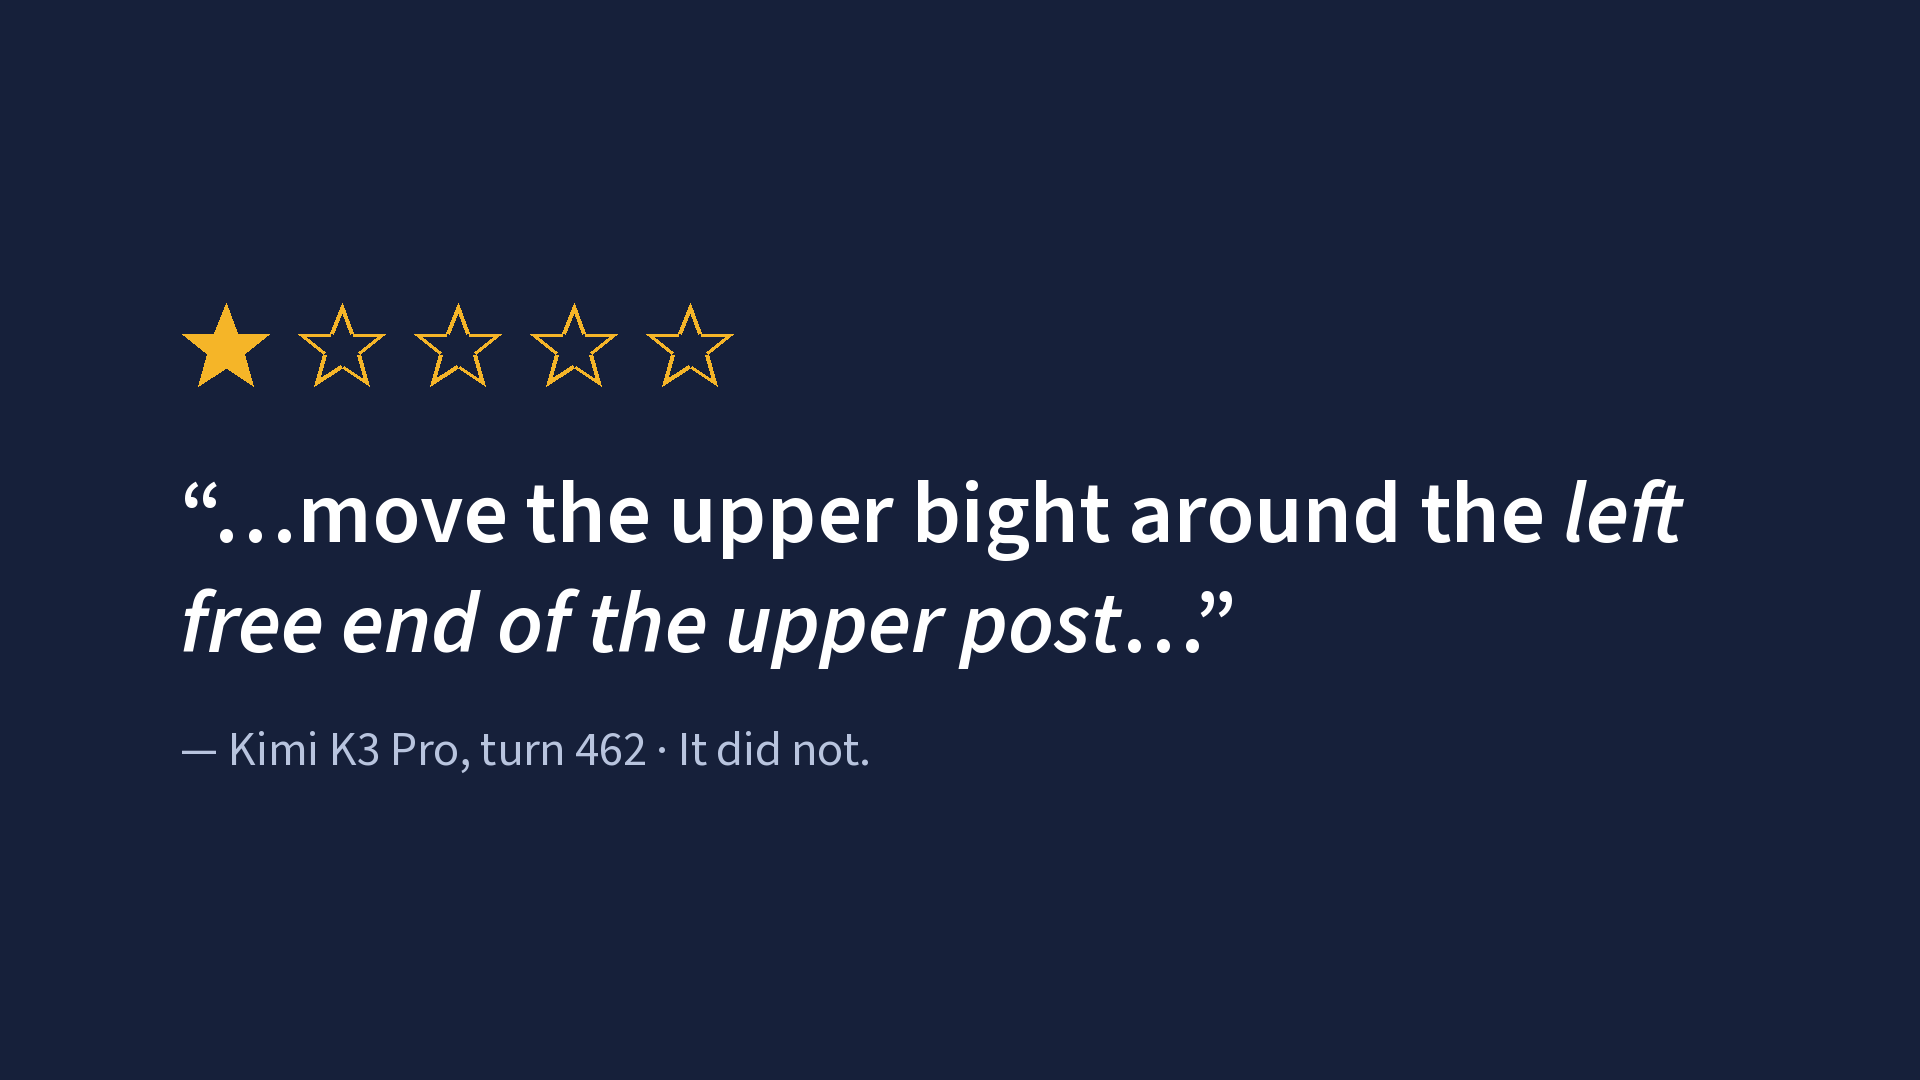 “…move the upper bight around the left
free end of the upper post…”
— Kimi K3 Pro, turn 462 · It did not.